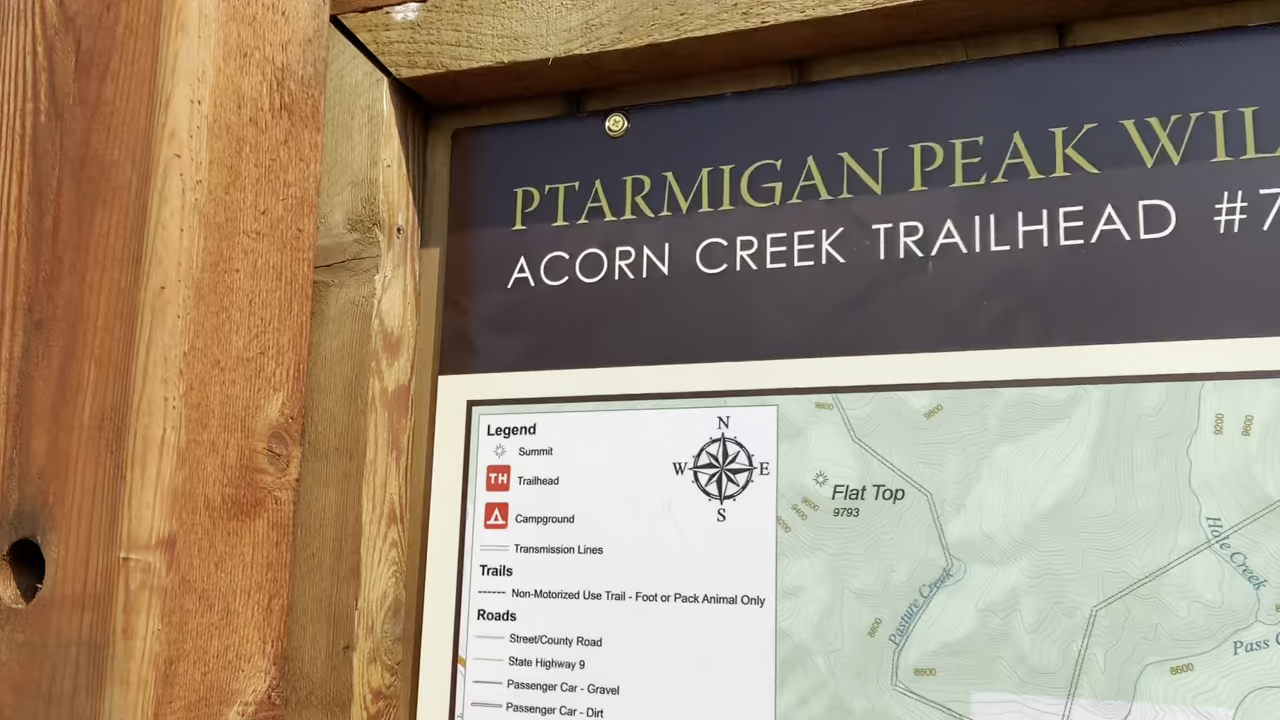 PTARMIGAN PEAK WIL
ACORN CREEK TRAILHEAD #7
Legend
Summit
TH Trailhead
Campground
Transmission Lines
Trails
Non-Motorized Use Trail - Foot or Pack Animal Only
Roads
Street/County Road
State Highway 9
Passenger Car - Gravel
Passenger Car - Dirt
N
W E
S
9800
9800
9200
9600
Flat Top
9793
9600
9400
9200
Hole Creek
Pasture Creek
8800
8600
Pass
8600